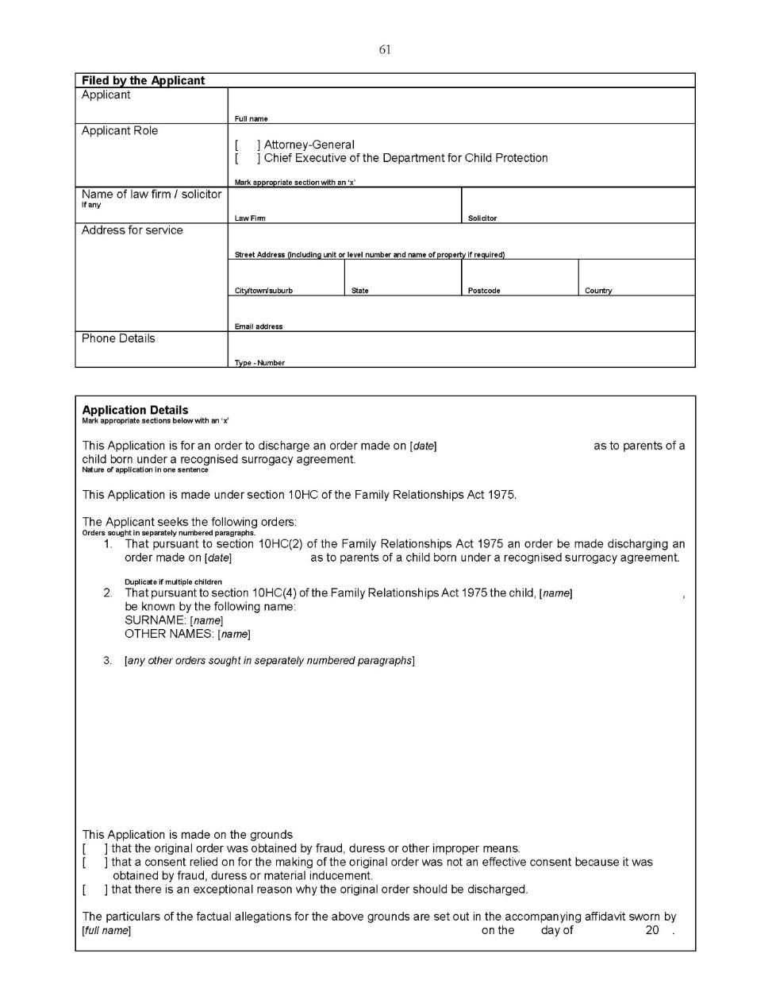 61
Filed by the Applicant
Applicant
Full name
Applicant Role
[ ] Attorney-General
[ ] Chief Executive of the Department for Child Protection
Mark appropriate section with an ‘x’
Name of law firm / solicitor
If any
Law Firm Solicitor
Address for service
Street Address (including unit or level number and name of property if required)
City/town/suburb State Postcode Country
Email address
Phone Details
Type - Number
Application Details
Mark appropriate sections below with an ‘x’
This Application is for an order to discharge an order made on [date] as to parents of a
child born under a recognised surrogacy agreement.
Nature of application in one sentence
This Application is made under section 10HC of the Family Relationships Act 1975.
The Applicant seeks the following orders:
Orders sought in separately numbered paragraphs.
1. That pursuant to section 10HC(2) of the Family Relationships Act 1975 an order be made discharging an
order made on [date] as to parents of a child born under a recognised surrogacy agreement.
Duplicate if multiple children
2. That pursuant to section 10HC(4) of the Family Relationships Act 1975 the child, [name] ,
be known by the following name:
SURNAME: [name]
OTHER NAMES: [name]
3. [any other orders sought in separately numbered paragraphs]
This Application is made on the grounds
[ ] that the original order was obtained by fraud, duress or other improper means.
[ ] that a consent relied on for the making of the original order was not an effective consent because it was
obtained by fraud, duress or material inducement.
[ ] that there is an exceptional reason why the original order should be discharged.
The particulars of the factual allegations for the above grounds are set out in the accompanying affidavit sworn by
[full name] on the day of 20 .